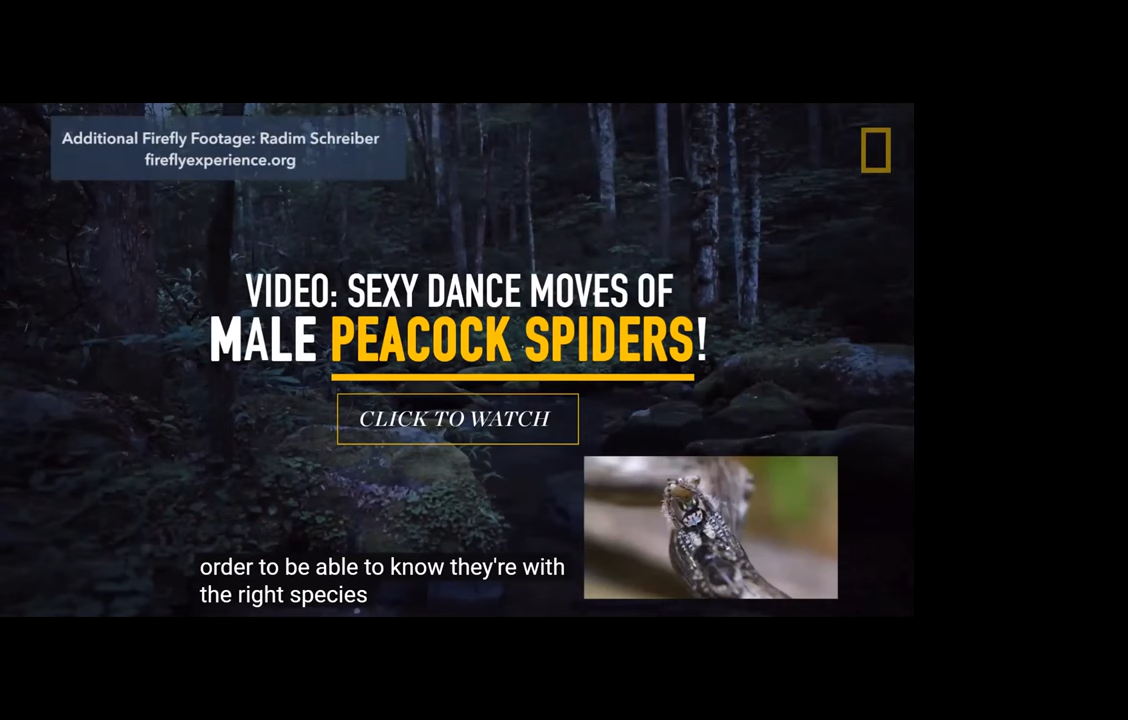 Additional Firefly Footage: Radim Schreiber
fireflyexperience.org
VIDEO: SEXY DANCE MOVES OF
MALE PEACOCK SPIDERS!
CLICK TO WATCH
order to be able to know they're with
the right species